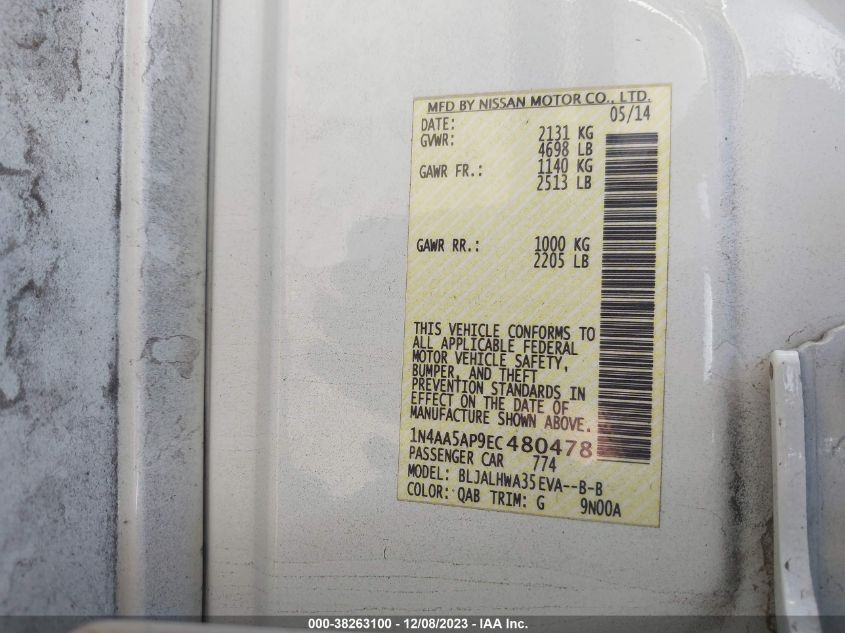 MFD BY NISSAN MOTOR CO., LTD.
DATE: 05/14
GVWR: 2131 KG
4698 LB
GAWR FR.: 1140 KG
2513 LB
GAWR RR.: 1000 KG
2205 LB
THIS VEHICLE CONFORMS TO
ALL APPLICABLE FEDERAL
MOTOR VEHICLE SAFETY,
BUMPER, AND THEFT
PREVENTION STANDARDS IN
EFFECT ON THE DATE OF
MANUFACTURE SHOWN ABOVE.
1N4AA5AP9EC480478
PASSENGER CAR 774
MODEL: BLJALHWA35EVA--B-B
COLOR: QAB TRIM: G 9N00A
000-38263100 - 12/08/2023 - IAA Inc.